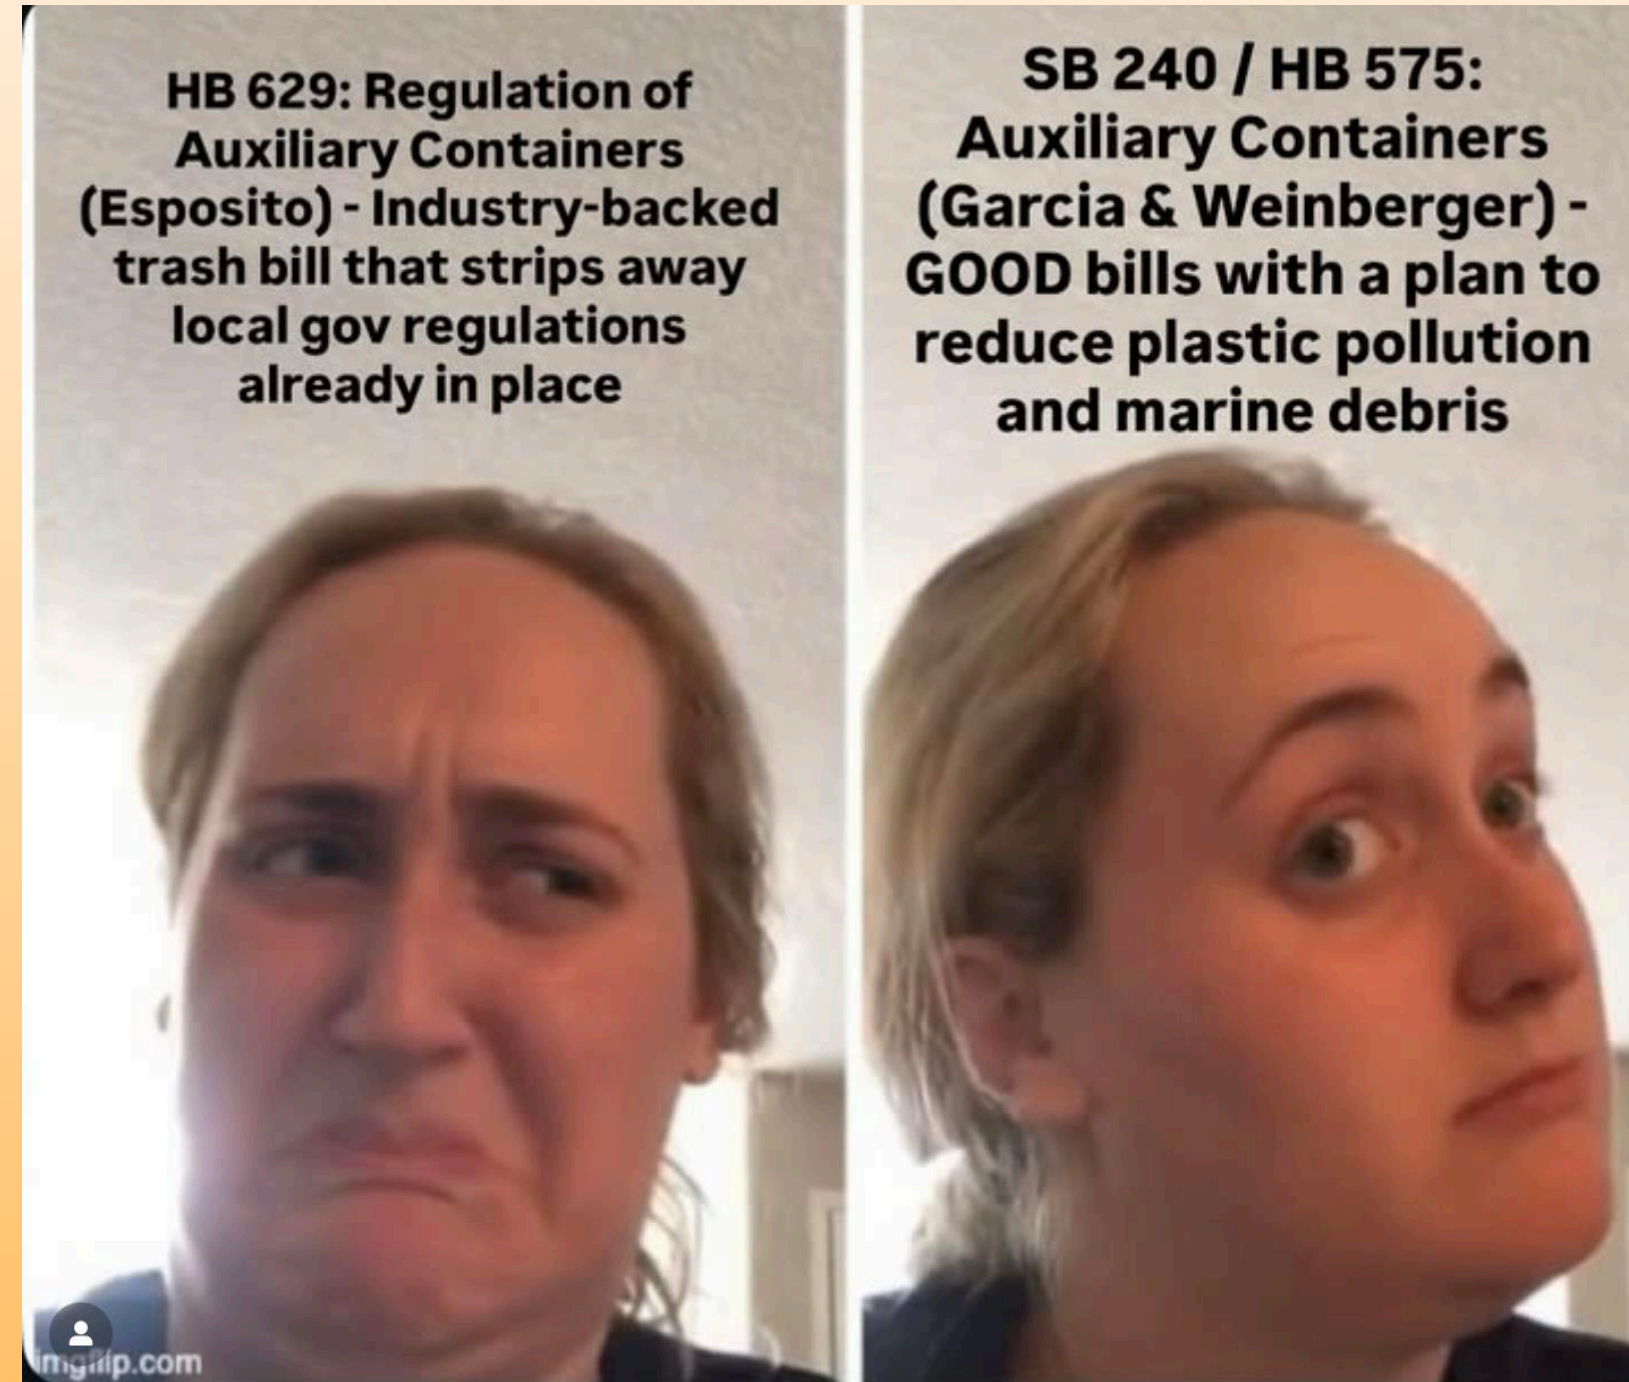 HB 629: Regulation of
Auxiliary Containers
(Esposito) - Industry-backed
trash bill that strips away
local gov regulations
already in place
SB 240 / HB 575:
Auxiliary Containers
(Garcia & Weinberger) -
GOOD bills with a plan to
reduce plastic pollution
and marine debris
imgflip.com